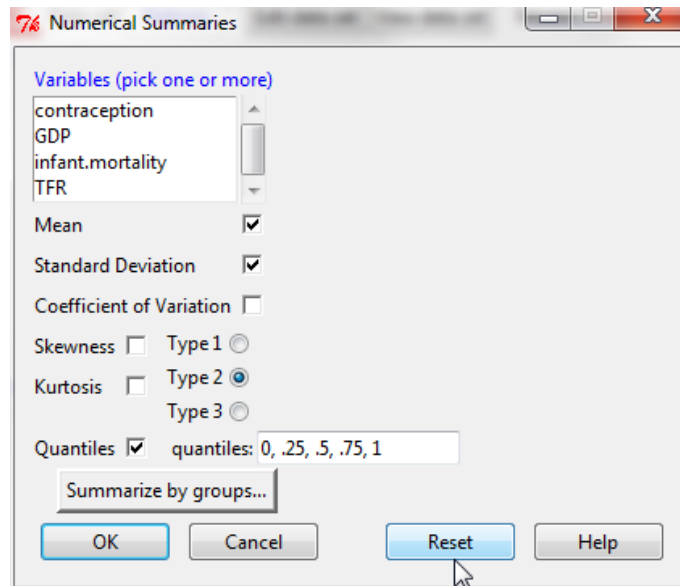 Numerical Summaries
Variables (pick one or more)
contraception
GDP
infant.mortality
TFR
Mean
Standard Deviation
Coefficient of Variation
Skewness Type 1
Kurtosis Type 2
Type 3
Quantiles quantiles: 0, .25, .5, .75, 1
Summarize by groups...
OK Cancel Reset Help